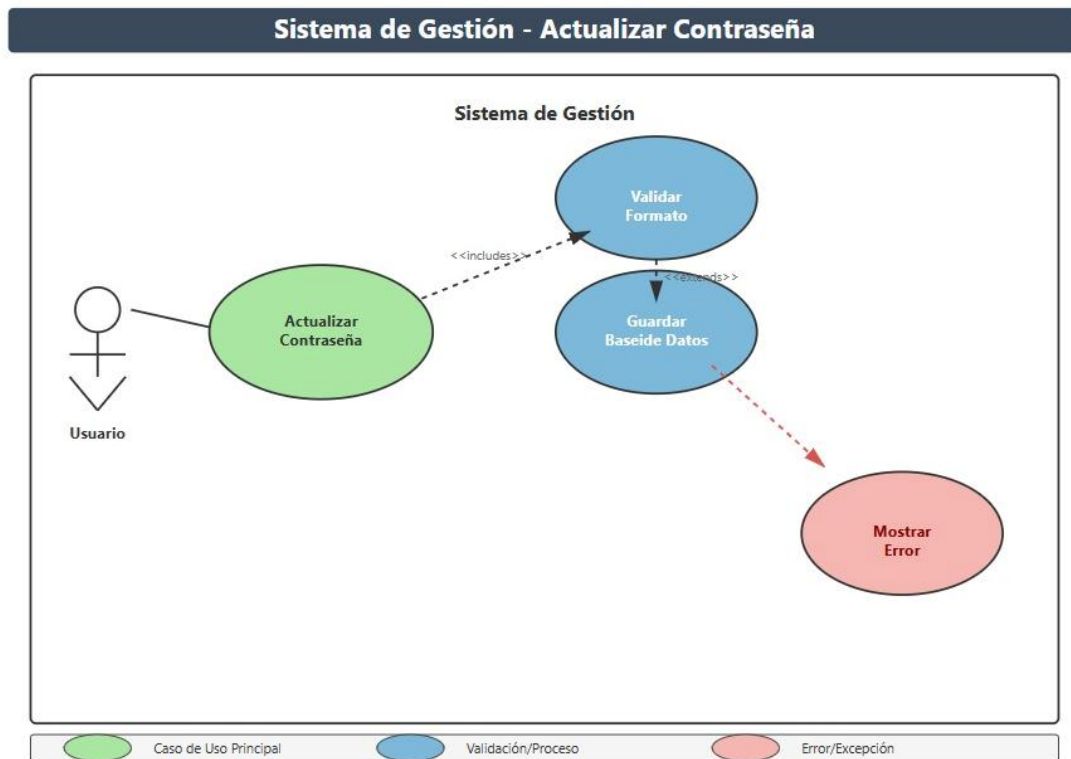 Sistema de Gestión - Actualizar Contraseña
Sistema de Gestión
Validar
Formato
<<includes>>
<<extends>>
Actualizar
Contraseña
Guardar
Baseide Datos
Usuario
Mostrar
Error
Caso de Uso Principal
Validación/Proceso
Error/Excepción